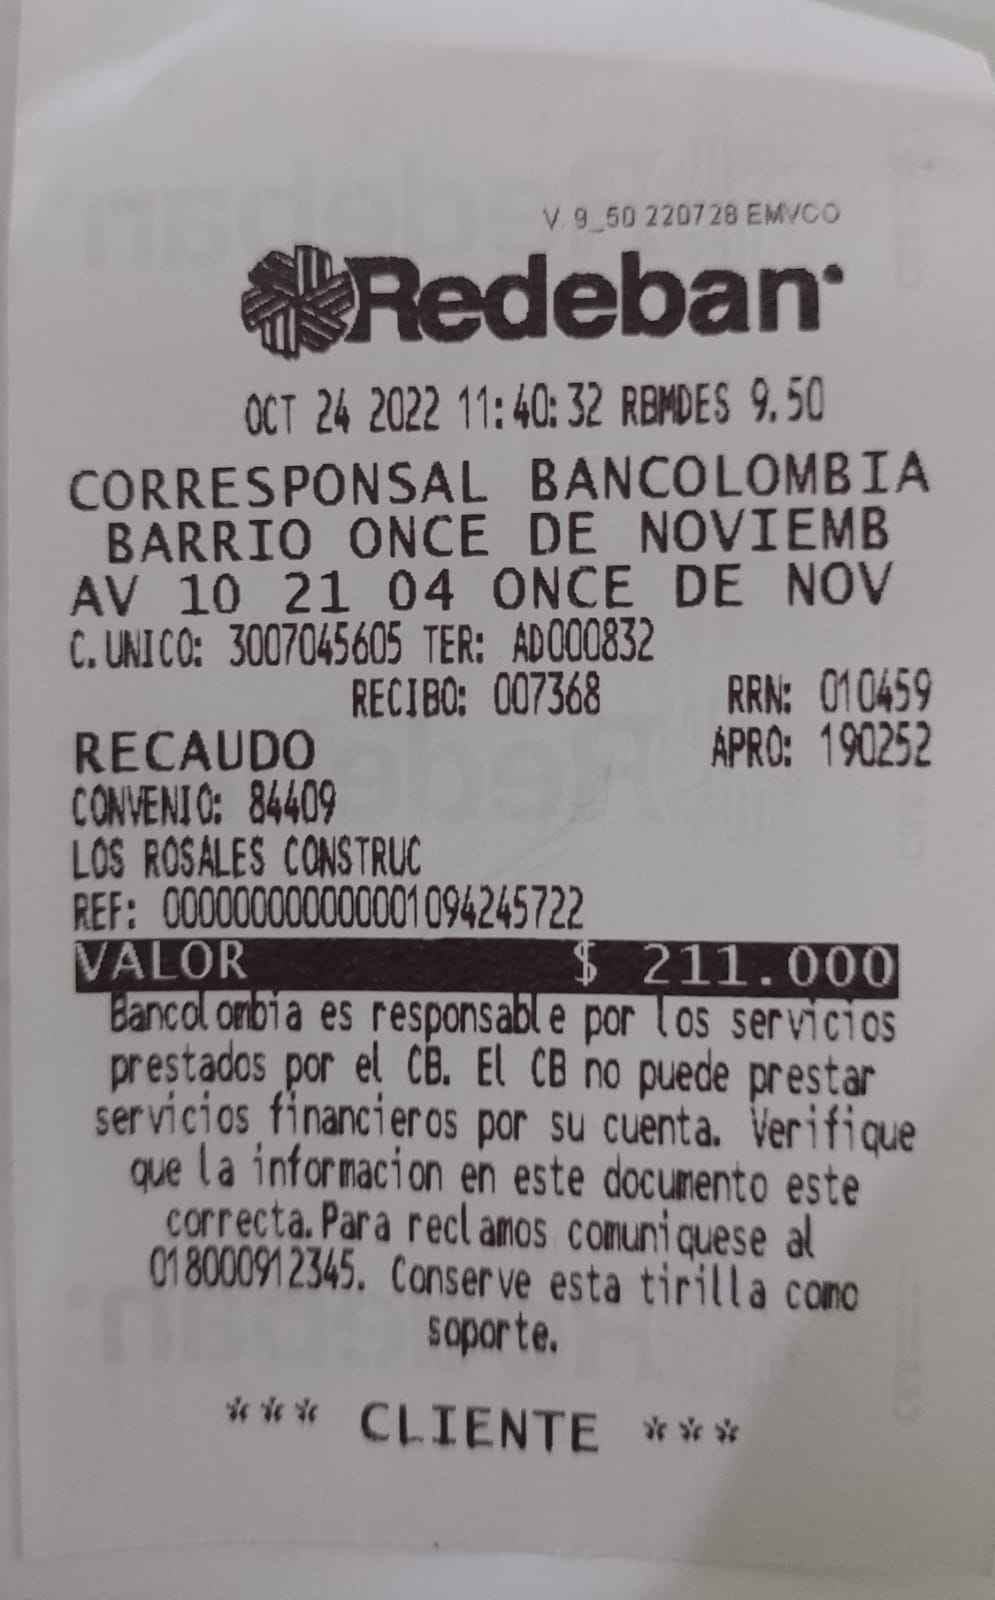 V. 9_50 220728 EMVCO
Redeban
OCT 24 2022 11:40:32 RBMDES 9.50
CORRESPONSAL BANCOLOMBIA
BARRIO ONCE DE NOVIEMB
AV 10 21 04 ONCE DE NOV
C. UNICO: 3007045605 TER: AD000832
RECIBO: 007368 RRN: 010459
RECAUDO APRO: 190252
CONVENIO: 84409
LOS ROSALES CONSTRUC
REF: 00000000000001094245722
VALOR $ 211.000
Bancolombia es responsable por los servicios
prestados por el CB. El CB no puede prestar
servicios financieros por su cuenta. Verifique
que la informacion en este documento este
correcta. Para reclamos comuniquese al
018000912345. Conserve esta tirilla como
soporte.
*** CLIENTE ***